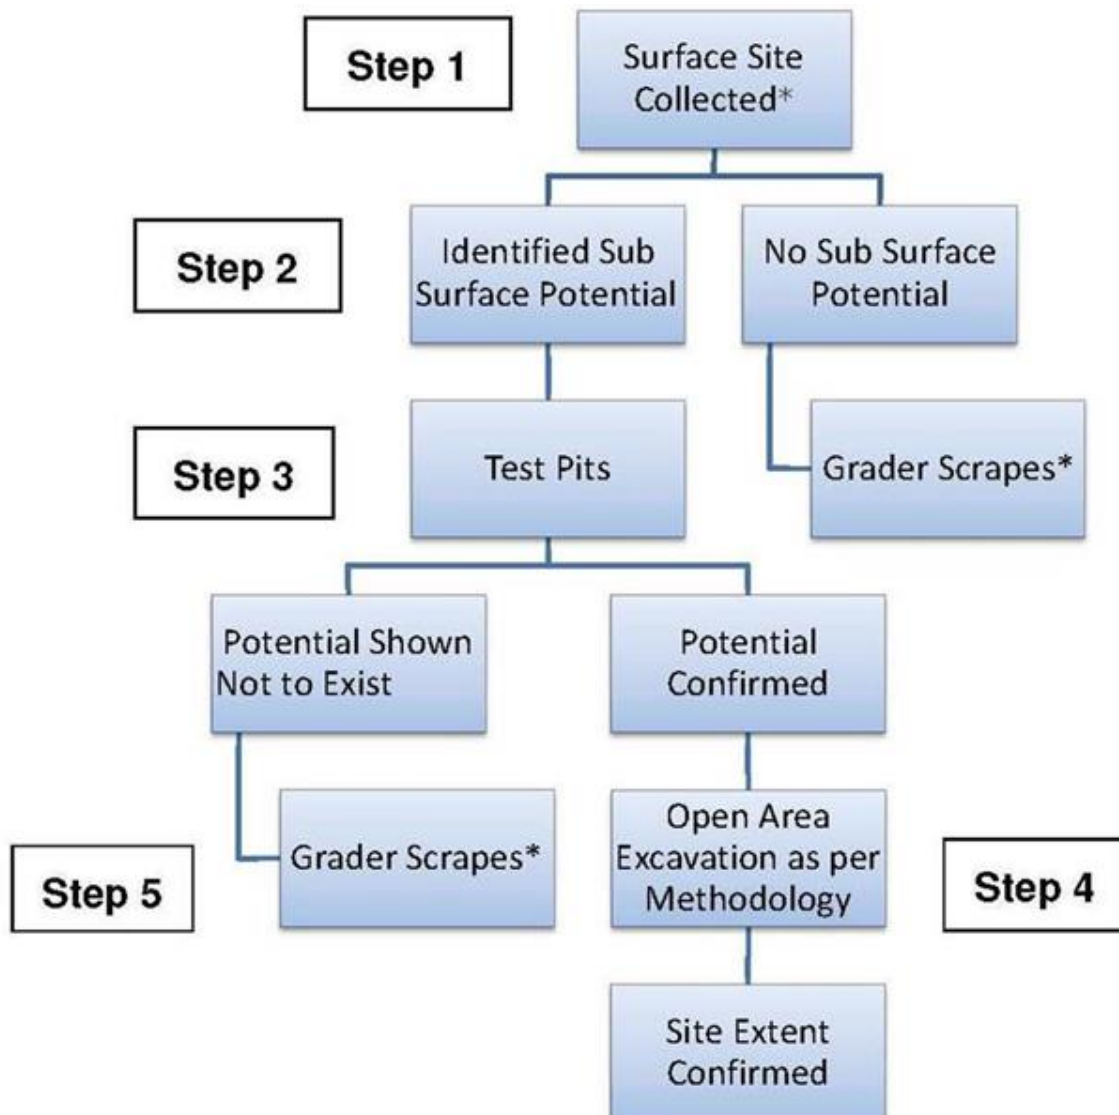 Step 1
Surface Site
Collected*
Step 2
Identified Sub
Surface Potential
No Sub Surface
Potential
Step 3
Test Pits
Grader Scrapes*
Potential Shown
Not to Exist
Potential
Confirmed
Step 5
Grader Scrapes*
Open Area
Excavation as per
Methodology
Step 4
Site Extent
Confirmed